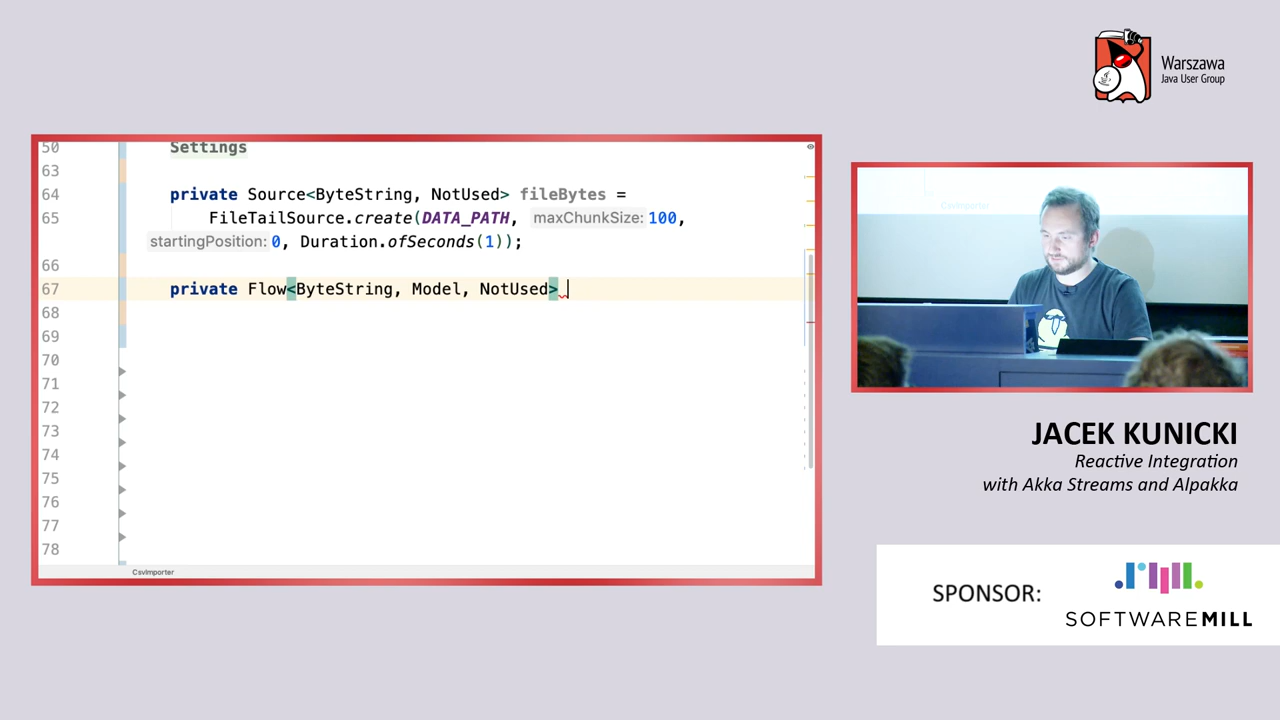 Warszawa
Java User Group
50 Settings
63
64 private Source<ByteString, NotUsed> fileBytes =
65 FileTailSource.create(DATA_PATH, maxChunkSize: 100,
startingPosition: 0, Duration.ofSeconds(1));
66
67 private Flow<ByteString, Model, NotUsed>
68
69
70
71
72
73
74
75
76
77
78
CsvImporter
JACEK KUNICKI
Reactive Integration
with Akka Streams and Alpakka
SPONSOR:
SOFTWAREMILL